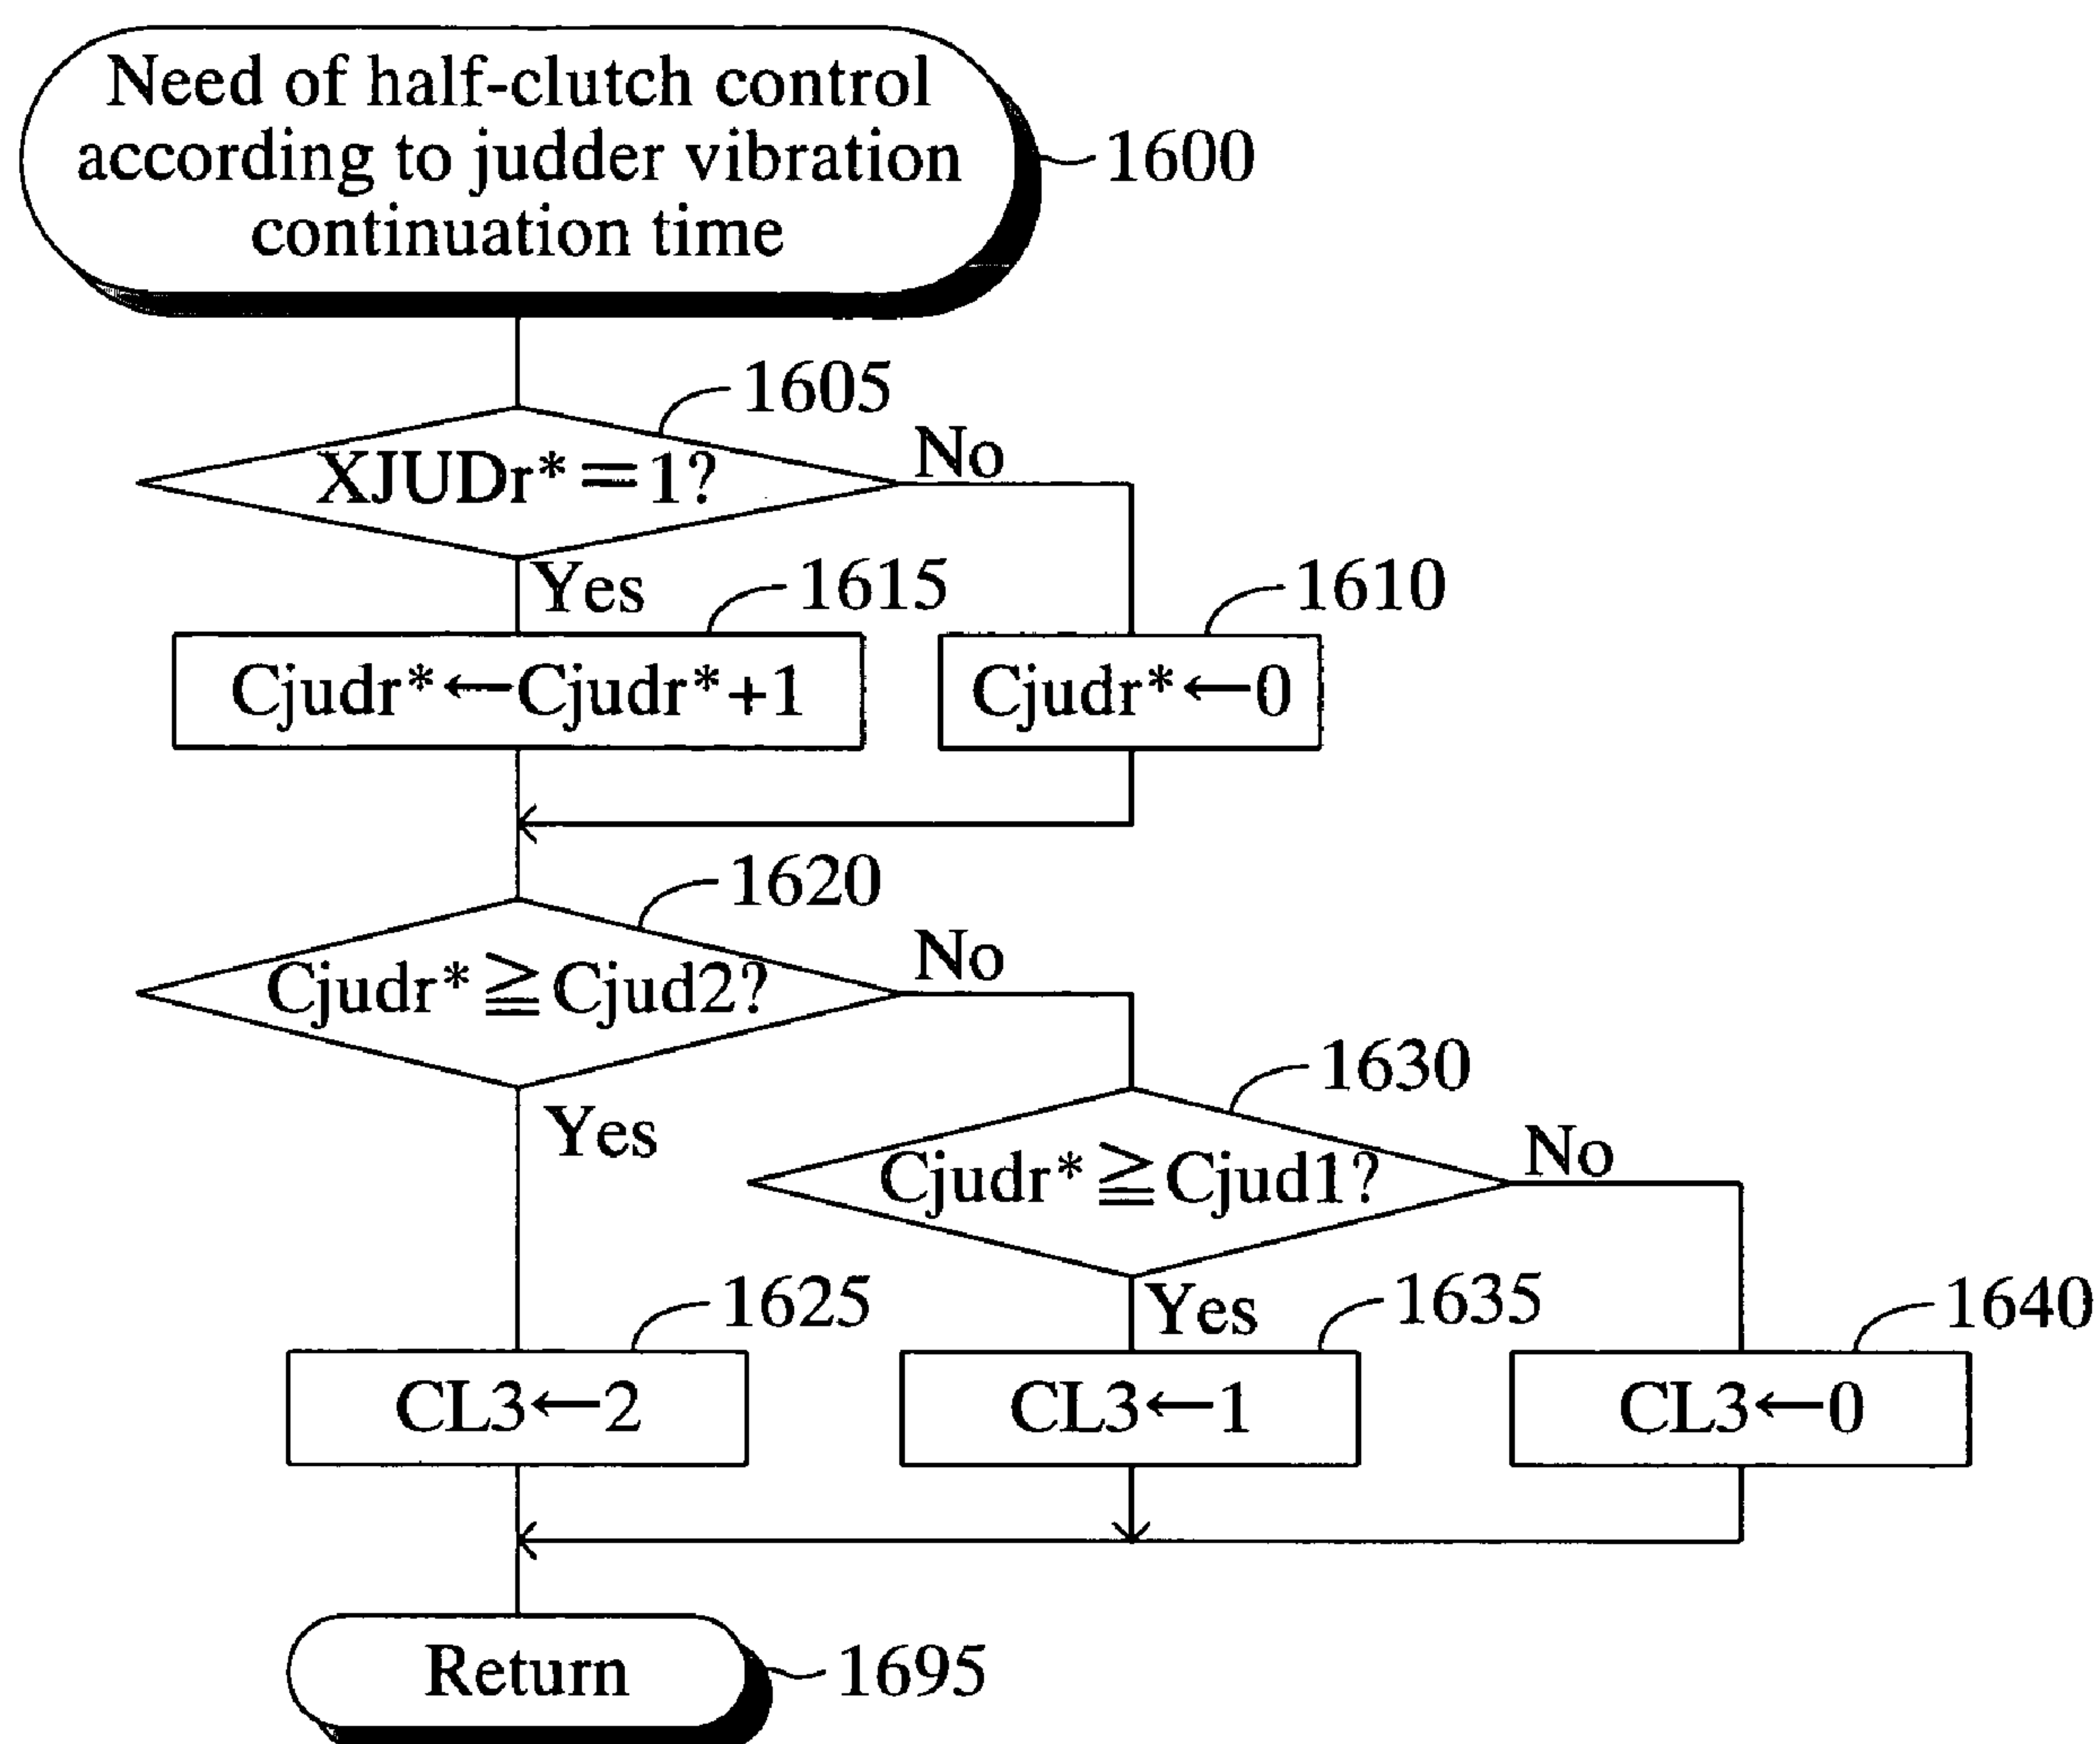 Need of half-clutch control
according to judder vibration
continuation time
1600
1605
XJUDr*=1?
No
Yes
1615
1610
Cjudr*←Cjudr*+1
Cjudr*←0
1620
Cjudr*≧Cjud2?
No
Yes
1630
Cjudr*≧Cjud1?
No
Yes
1625
1635
1640
CL3←2
CL3←1
CL3←0
Return
1695